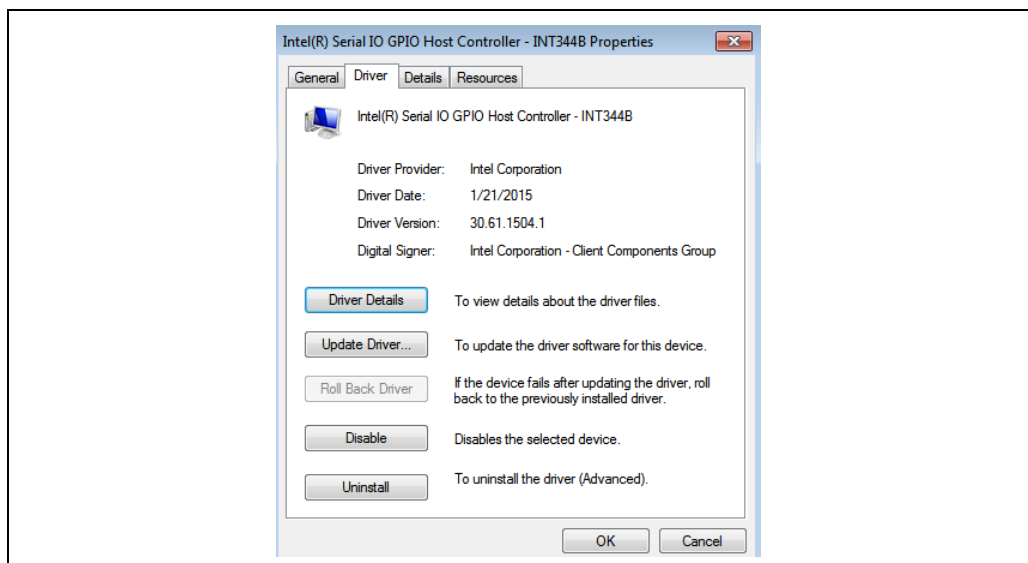 Intel(R) Serial IO GPIO Host Controller - INT344B Properties
General Driver Details Resources
Intel(R) Serial IO GPIO Host Controller - INT344B
Driver Provider: Intel Corporation
Driver Date: 1/21/2015
Driver Version: 30.61.1504.1
Digital Signer: Intel Corporation - Client Components Group
Driver Details To view details about the driver files.
Update Driver... To update the driver software for this device.
Roll Back Driver If the device fails after updating the driver, roll
back to the previously installed driver.
Disable Disables the selected device.
Uninstall To uninstall the driver (Advanced).
OK Cancel